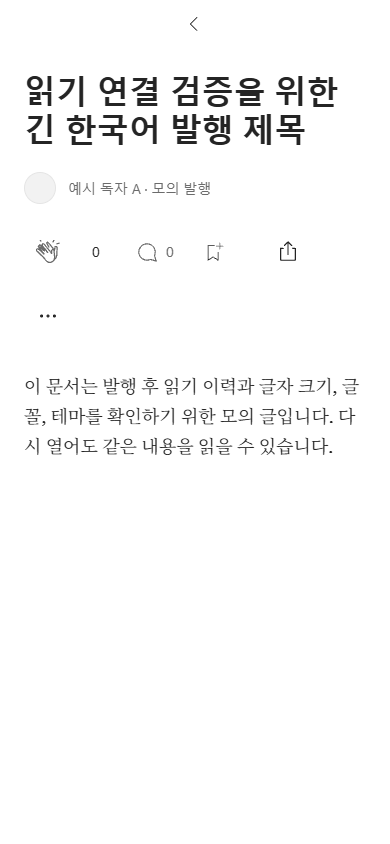 읽기 연결 검증을 위한
긴 한국어 발행 제목
예시 독자 A · 모의 발행
0
0
이 문서는 발행 후 읽기 이력과 글자 크기, 글
꼴, 테마를 확인하기 위한 모의 글입니다. 다
시 열어도 같은 내용을 읽을 수 있습니다.